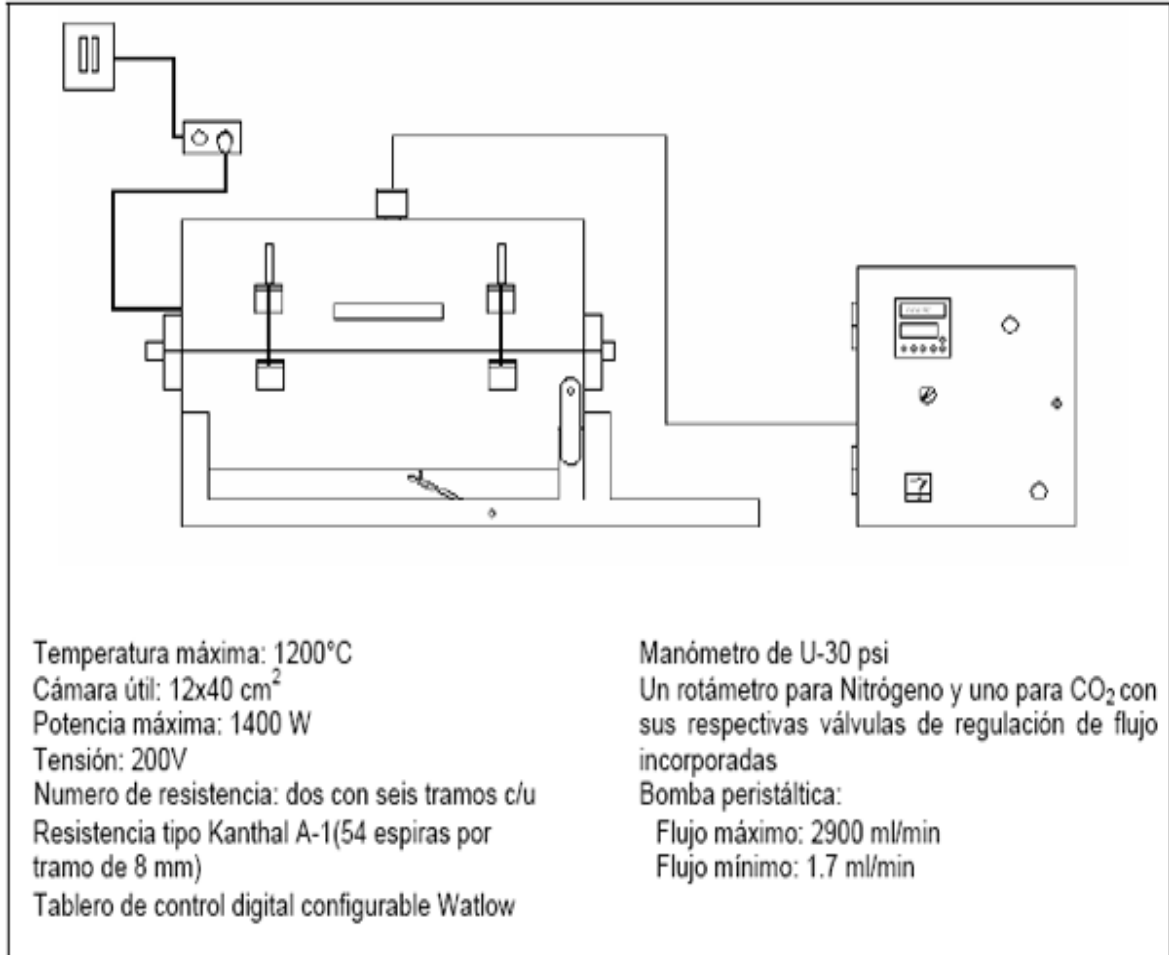 Temperatura máxima: 1200°C
Cámara útil: 12x40 cm²
Potencia máxima: 1400 W
Tensión: 200V
Numero de resistencia: dos con seis tramos c/u
Resistencia tipo Kanthal A-1(54 espiras por
tramo de 8 mm)
Tablero de control digital configurable Watlow
Manómetro de U-30 psi
Un rotámetro para Nitrógeno y uno para CO₂ con
sus respectivas válvulas de regulación de flujo
incorporadas
Bomba peristáltica:
Flujo máximo: 2900 ml/min
Flujo mínimo: 1.7 ml/min